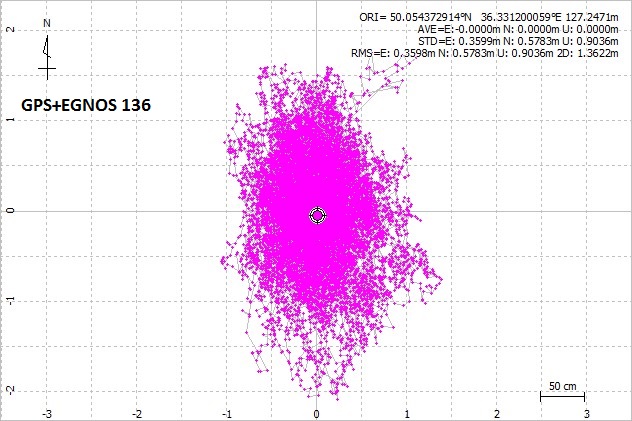 N
ORI= 50.054372914°N 36.331200059°E 127.2471m
AVE=E:-0.0000m N: 0.0000m U: 0.0000m
STD=E: 0.3599m N: 0.5783m U: 0.9036m
RMS=E: 0.3598m N: 0.5783m U: 0.9036m 2D: 1.3622m
GPS+EGNOS 136
2
1
0
-1
-2
50 cm
-3 -2 -1 0 1 2 3